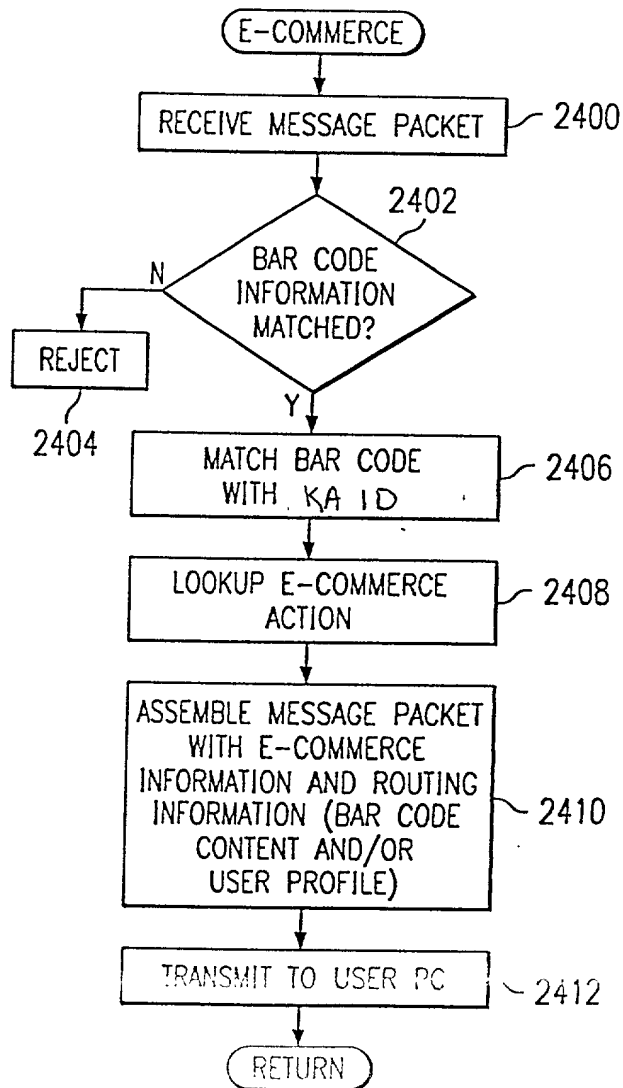 E-COMMERCE
RECEIVE MESSAGE PACKET
2400
2402
BAR CODE
INFORMATION
MATCHED?
N
REJECT
2404
Y
MATCH BAR CODE
WITH KA ID
2406
LOOKUP E-COMMERCE
ACTION
2408
ASSEMBLE MESSAGE PACKET
WITH E-COMMERCE
INFORMATION AND ROUTING
INFORMATION (BAR CODE
CONTENT AND/OR
USER PROFILE)
2410
TRANSMIT TO USER PC
2412
RETURN